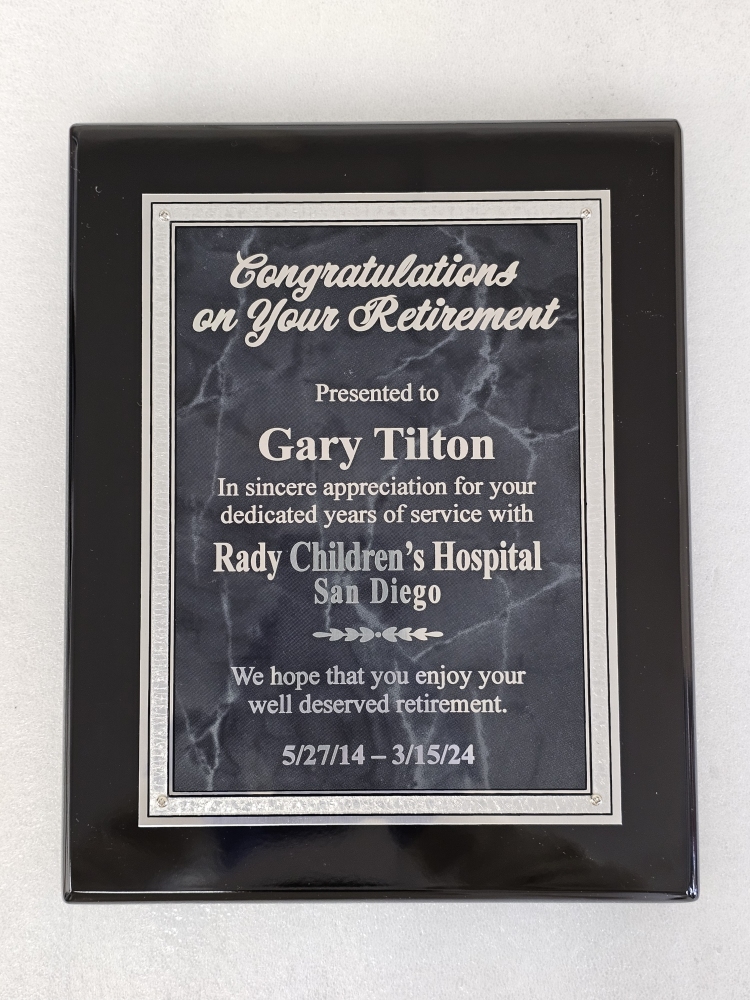 Congratulations
on Your Retirement
Presented to
Gary Tilton
In sincere appreciation for your
dedicated years of service with
Rady Children's Hospital
San Diego
We hope that you enjoy your
well deserved retirement.
5/27/14 – 3/15/24